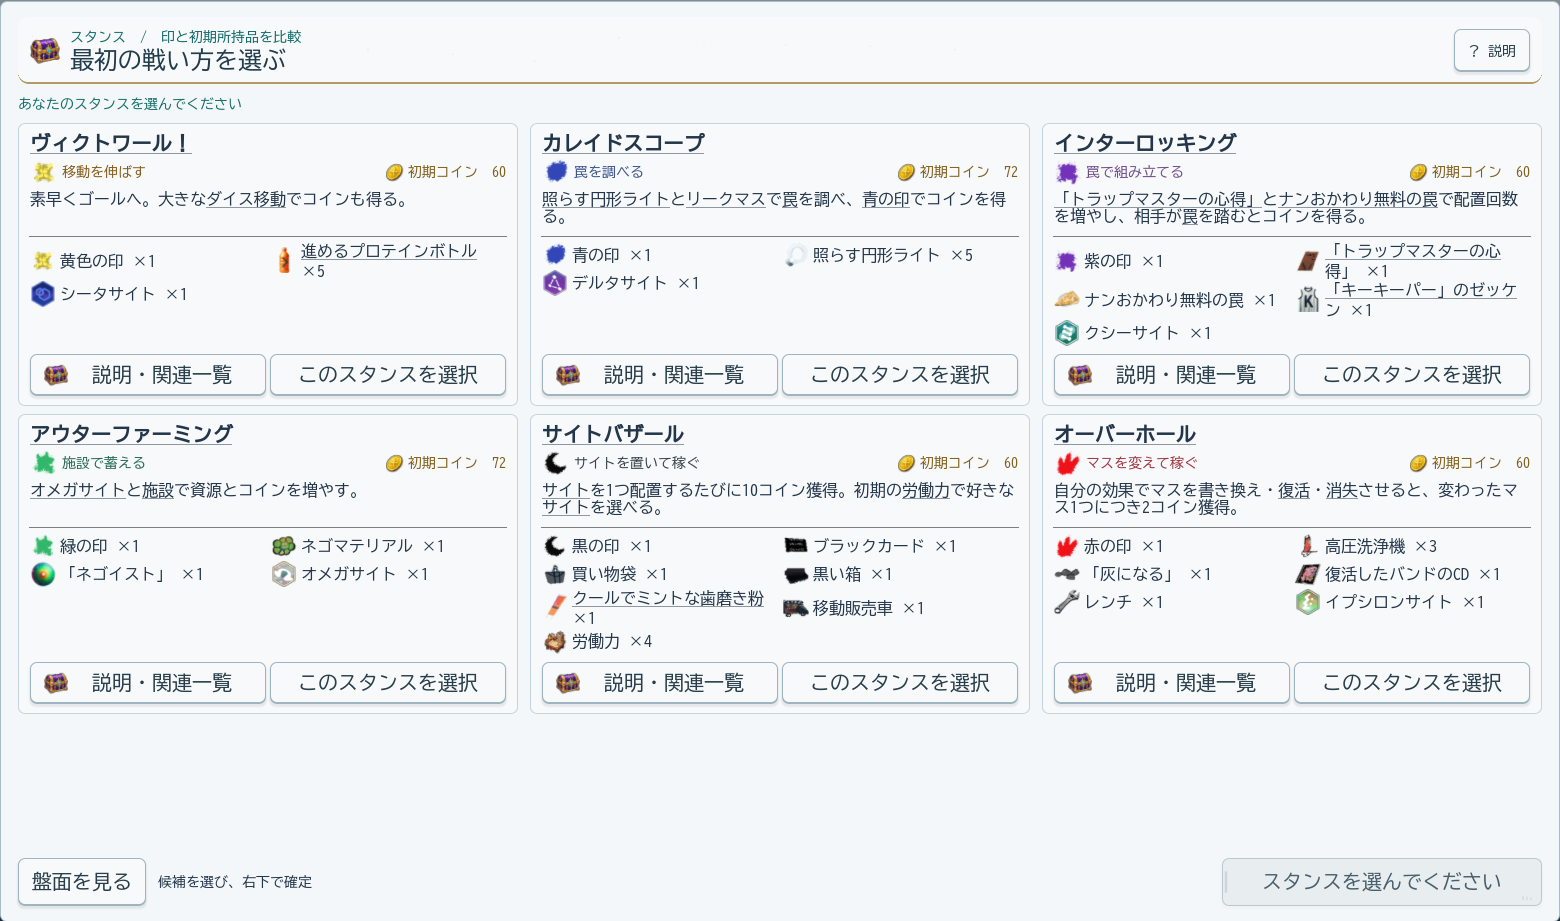 スタンス / 印と初期所持品を比較
最初の戦い方を選ぶ
? 説明
あなたのスタンスを選んでください
ヴィクトワール！
移動を伸ばす
初期コイン 60
素早くゴールへ。大きなダイス移動でコインも得る。
黄色の印 ×1
進めるプロテインボトル
×5
シータサイト ×1
説明・関連一覧
このスタンスを選択
カレイドスコープ
罠を調べる
初期コイン 72
照らす円形ライトとリークマスで罠を調べ、青の印でコインを得
る。
青の印 ×1
照らす円形ライト ×5
デルタサイト ×1
説明・関連一覧
このスタンスを選択
インターロッキング
罠で組み立てる
初期コイン 60
「トラップマスターの心得」とナンおかわり無料の罠で配置回数
を増やし、相手が罠を踏むとコインを得る。
紫の印 ×1
「トラップマスターの心
得」 ×1
ナンおかわり無料の罠 ×1
「キーキーパー」のゼッケ
ン ×1
クシーサイト ×1
説明・関連一覧
このスタンスを選択
アウターファーミング
施設で蓄える
初期コイン 72
オメガサイトと施設で資源とコインを増やす。
緑の印 ×1
ネゴマテリアル ×1
「ネゴイスト」 ×1
オメガサイト ×1
説明・関連一覧
このスタンスを選択
サイトバザール
サイトを置いて稼ぐ
初期コイン 60
サイトを1つ配置するたびに10コイン獲得。初期の労働力で好きな
サイトを選べる。
黒の印 ×1
ブラックカード ×1
買い物袋 ×1
黒い箱 ×1
クールでミントな歯磨き粉
×1
移動販売車 ×1
労働力 ×4
説明・関連一覧
このスタンスを選択
オーバーホール
マスを変えて稼ぐ
初期コイン 60
自分の効果でマスを書き換え・復活・消失させると、変わったマ
ス1つにつき2コイン獲得。
赤の印 ×1
高圧洗浄機 ×3
「灰になる」 ×1
復活したバンドのCD ×1
レンチ ×1
イプシロンサイト ×1
説明・関連一覧
このスタンスを選択
盤面を見る
候補を選び、右下で確定
スタンスを選んでください